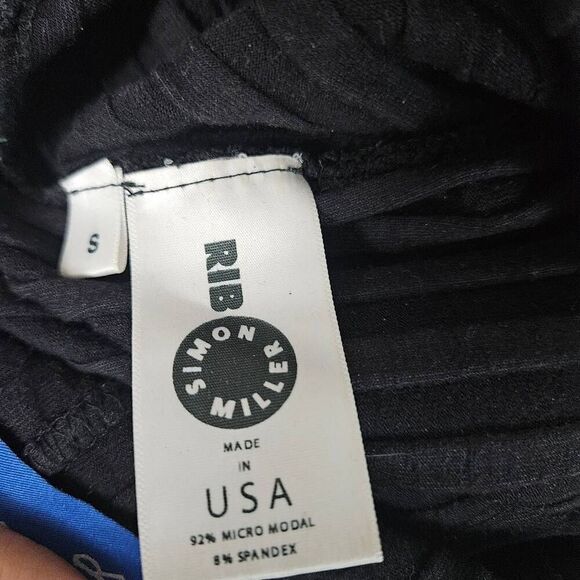 S
RIB
SIMON
MILLER
MADE
IN
USA
92% MICRO MODAL
8% SPANDEX